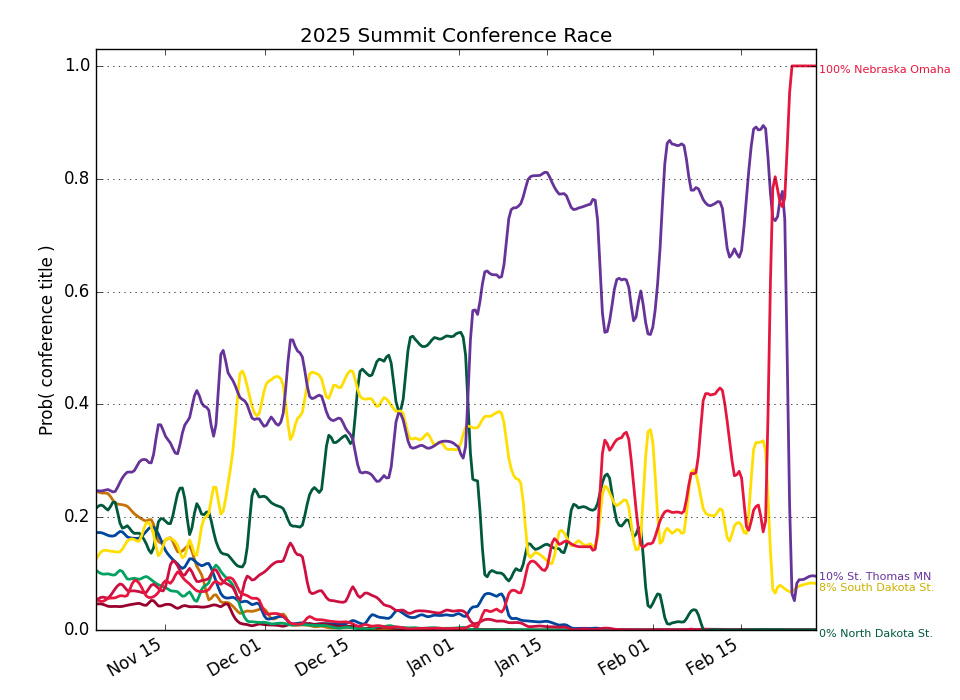 2025 Summit Conference Race
1.0
0.8
0.6
0.4
0.2
0.0
Prob( conference title )
Nov 15
Dec 01
Dec 15
Jan 01
Jan 15
Feb 01
Feb 15
100% Nebraska Omaha
10% St. Thomas MN
8% South Dakota St.
0% North Dakota St.